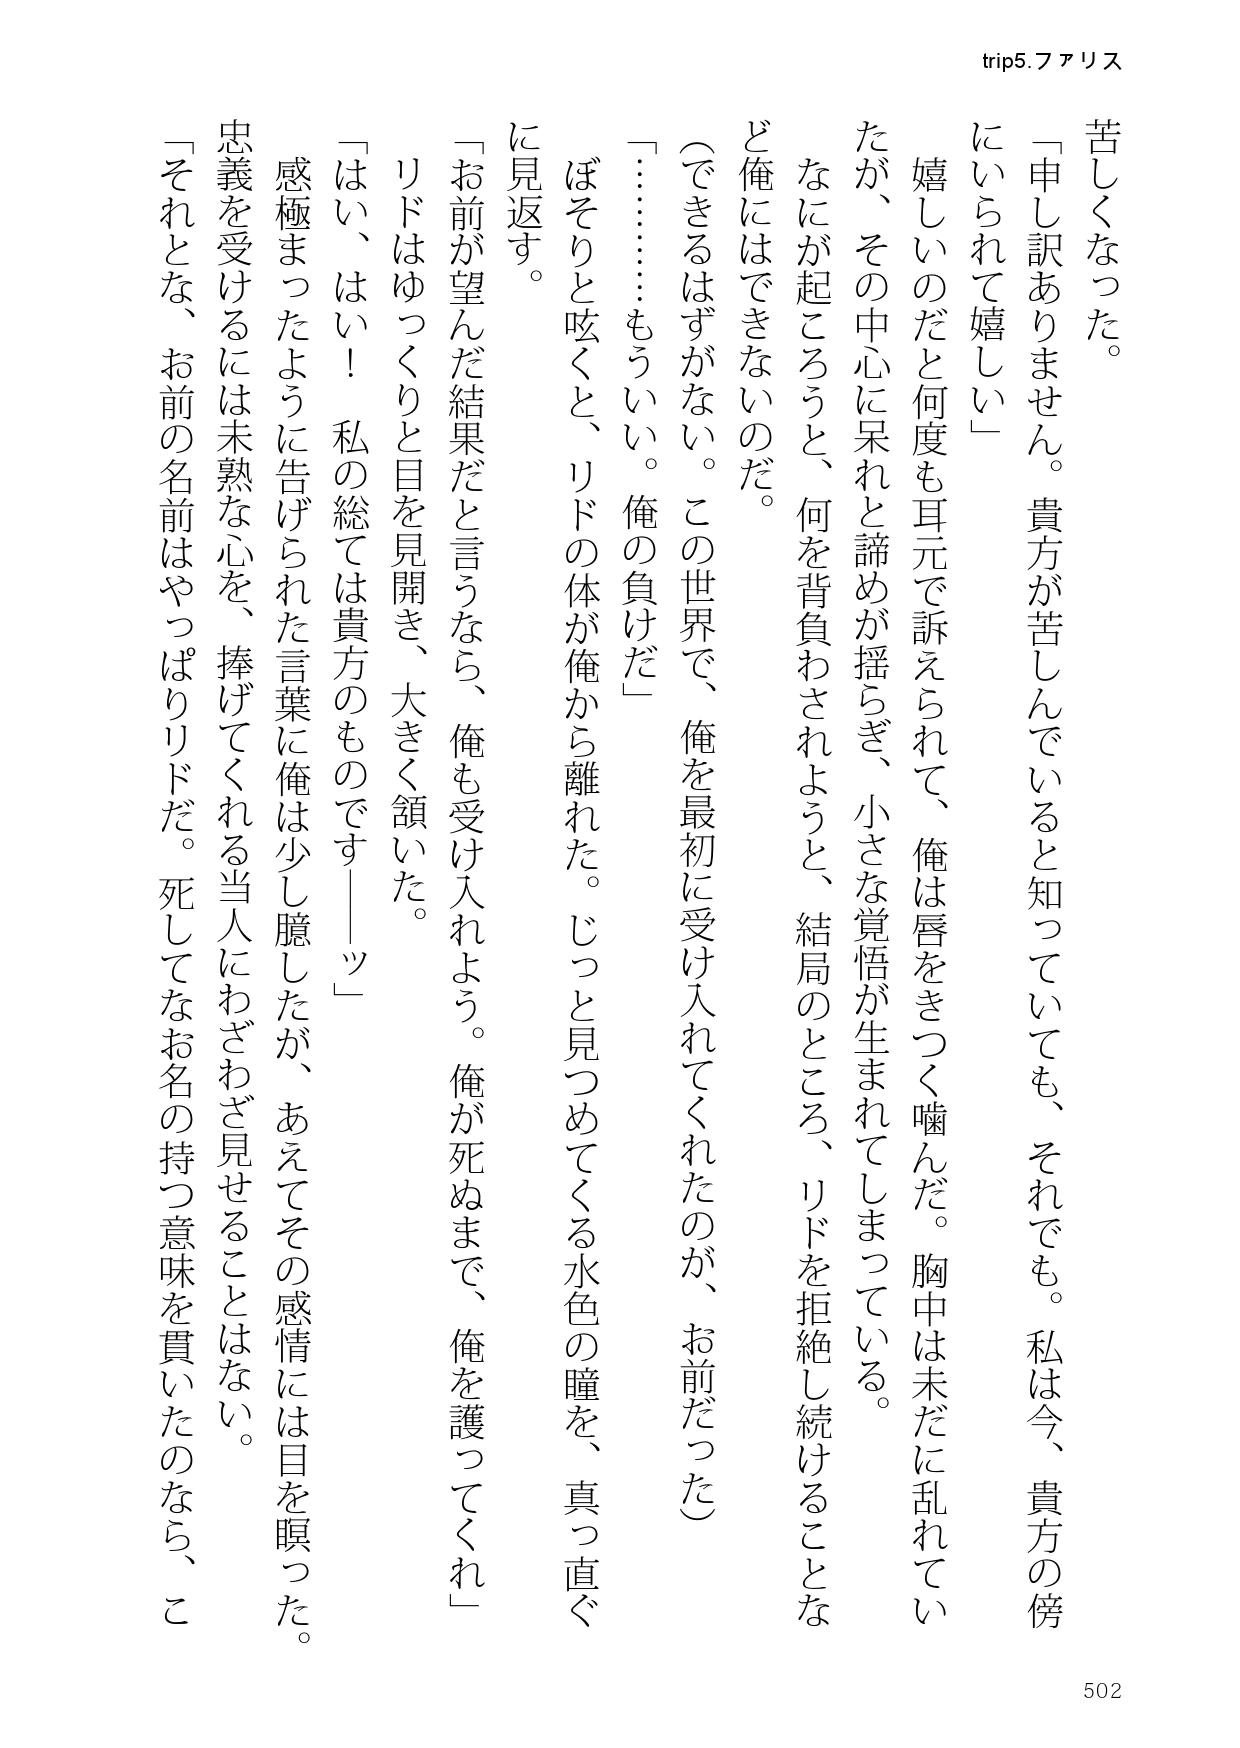 trip5.ファリス
苦しくなった。
「申し訳ありません。貴方が苦しんでいると知っていても、それでも。私は今、貴方の傍
にいられて嬉しい」
　嬉しいのだと何度も耳元で訴えられて、俺は唇をきつく噛んだ。胸中は未だに乱れてい
たが、その中心に呆れと諦めが揺らぎ、小さな覚悟が生まれてしまっている。
　なにが起ころうと、何を背負わされようと、結局のところ、リドを拒絶し続けることな
ど俺にはできないのだ。
（できるはずがない。この世界で、俺を最初に受け入れてくれたのが、お前だった）
「…………もういい。俺の負けだ」
　ぼそりと呟くと、リドの体が俺から離れた。じっと見つめてくる水色の瞳を、真っ直ぐ
に見返す。
「お前が望んだ結果だと言うなら、俺も受け入れよう。俺が死ぬまで、俺を護ってくれ」
　リドはゆっくりと目を見開き、大きく頷いた。
「はい、はい！　私の総ては貴方のものです――ッ」
　感極まったように告げられた言葉に俺は少し臆したが、あえてその感情には目を瞑った。
忠義を受けるには未熟な心を、捧げてくれる当人にわざわざ見せることはない。
「それとな、お前の名前はやっぱりリドだ。死してなお名の持つ意味を貫いたのなら、こ
502